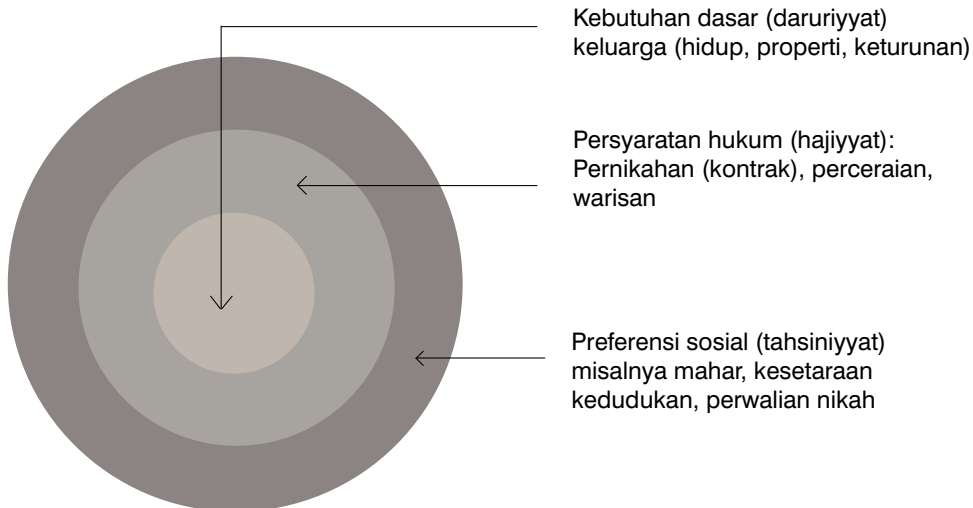 Kebutuhan dasar (daruriyyat)
keluarga (hidup, properti, keturunan)
Persyaratan hukum (hajiyyat):
Pernikahan (kontrak), perceraian,
warisan
Preferensi sosial (tahsiniyyat)
misalnya mahar, kesetaraan
kedudukan, perwalian nikah